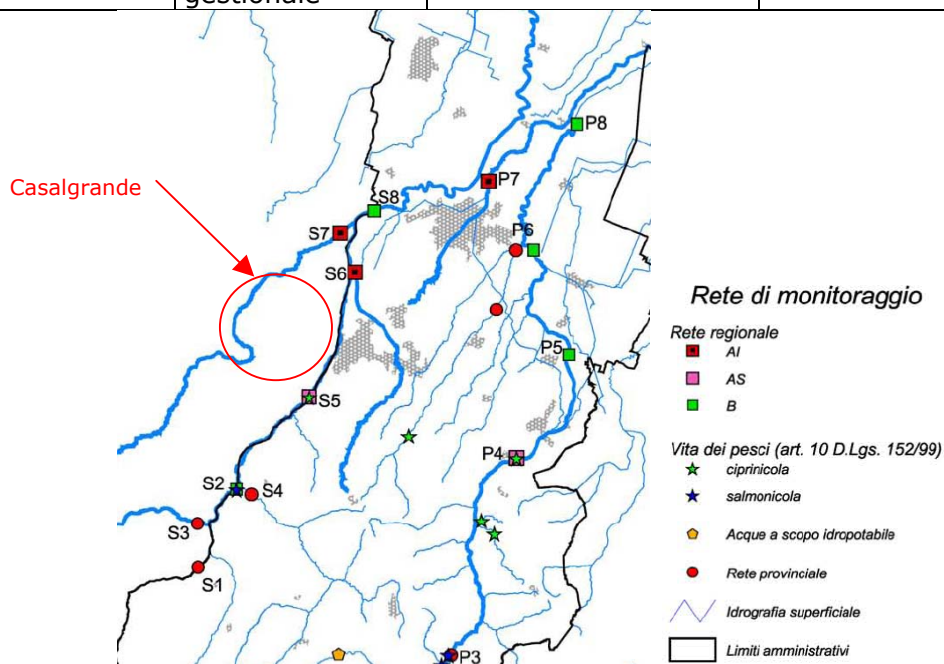 gestionale
P8
Casalgrande
P7
S8
S7
P6
S6
P5
S5
P4
S2
S4
S3
S1
P3
Rete di monitoraggio
Rete regionale
AI
AS
B
Vita dei pesci (art. 10 D.Lgs. 152/99)
ciprinicola
salmonicola
Acque a scopo idropotabile
Rete provinciale
Idrografia superficiale
Limiti amministrativi